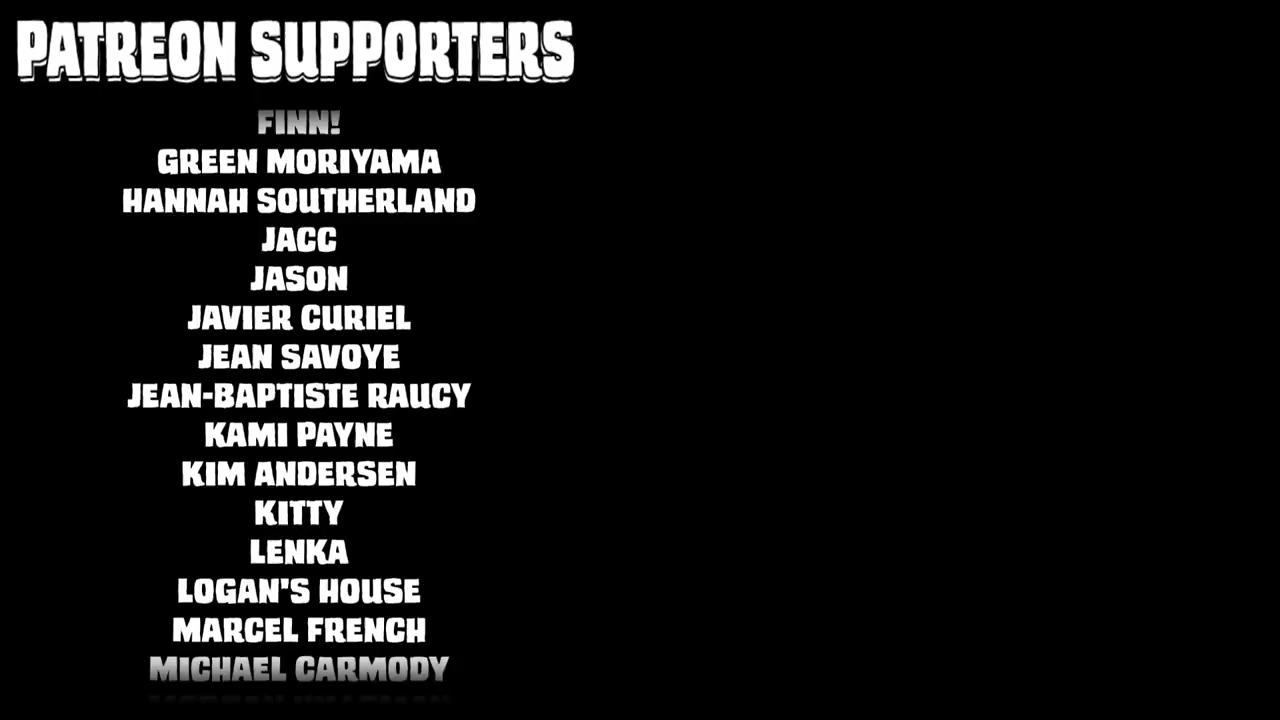 PATREON SUPPORTERS
FINN!
GREEN MORIYAMA
HANNAH SOUTHERLAND
JACC
JASON
JAVIER CURIEL
JEAN SAVOYE
JEAN-BAPTISTE RAUCY
KAMI PAYNE
KIM ANDERSEN
KITTY
LENKA
LOGAN'S HOUSE
MARCEL FRENCH
MICHAEL CARMODY